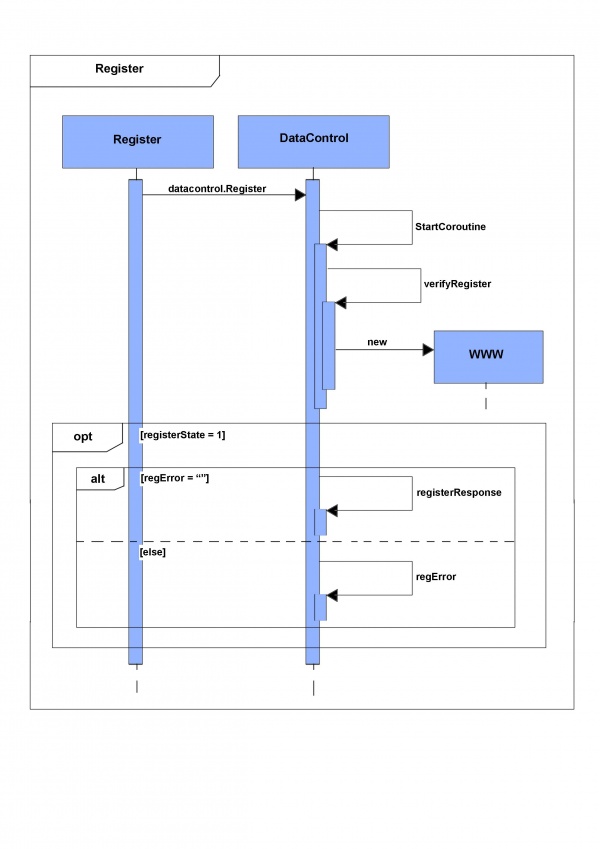 Register
Register
DataControl
datacontrol.Register
StartCoroutine
verifyRegister
new
WWW
opt
[registerState = 1]
alt
[regError = “”]
registerResponse
[else]
regError